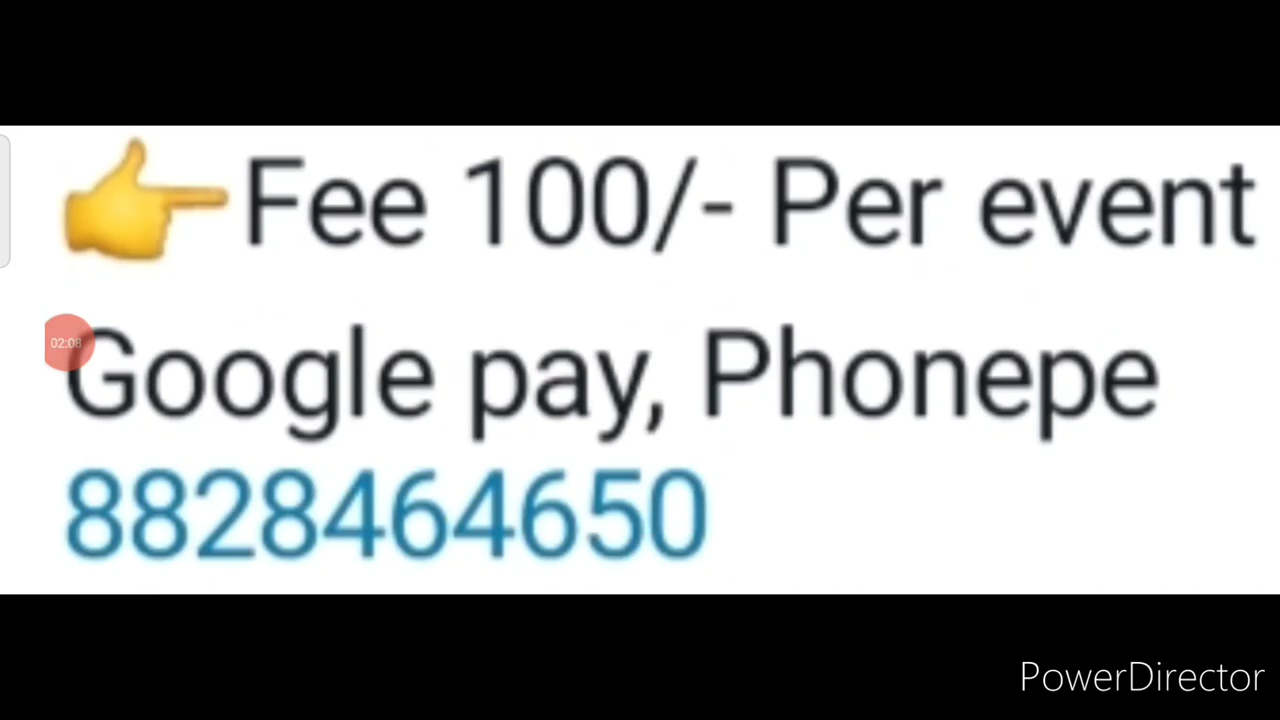 👉Fee 100/- Per event
02:08
Google pay, Phonepe
8828464650
PowerDirector